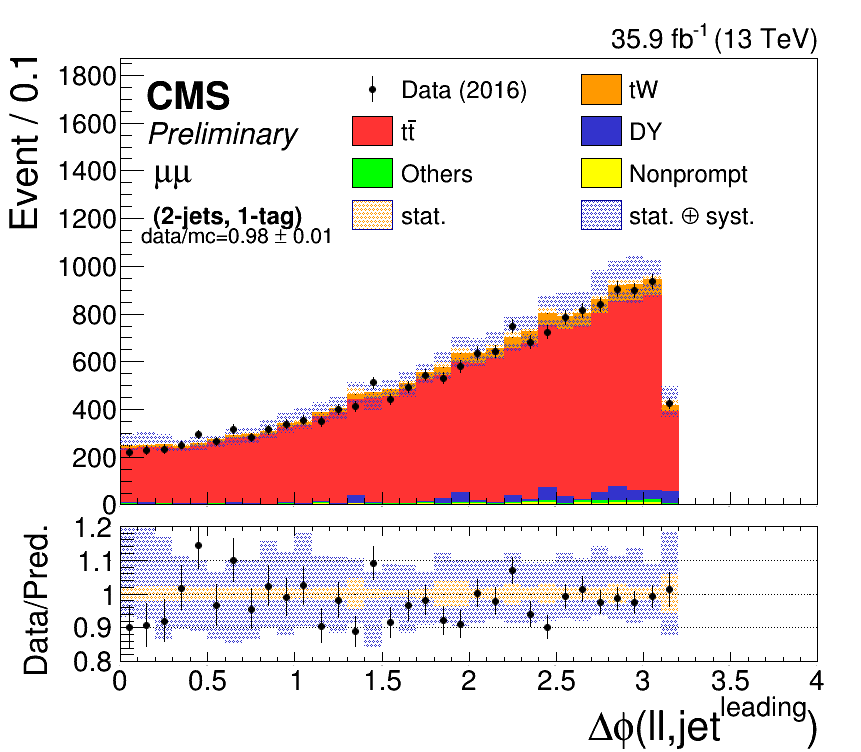 35.9 fb⁻¹ (13 TeV)
Event / 0.1
1800
1600
1400
1200
1000
800
600
400
200
0
CMS
Preliminary
μμ
(2-jets, 1-tag)
data/mc=0.98 ± 0.01
Data (2016)
tW
tt̄
DY
Others
Nonprompt
stat.
stat. ⊕ syst.
Data/Pred.
1.2
1.1
1
0.9
0.8
0 0.5 1 1.5 2 2.5 3 3.5 4
Δϕ(ll,jet^leading)